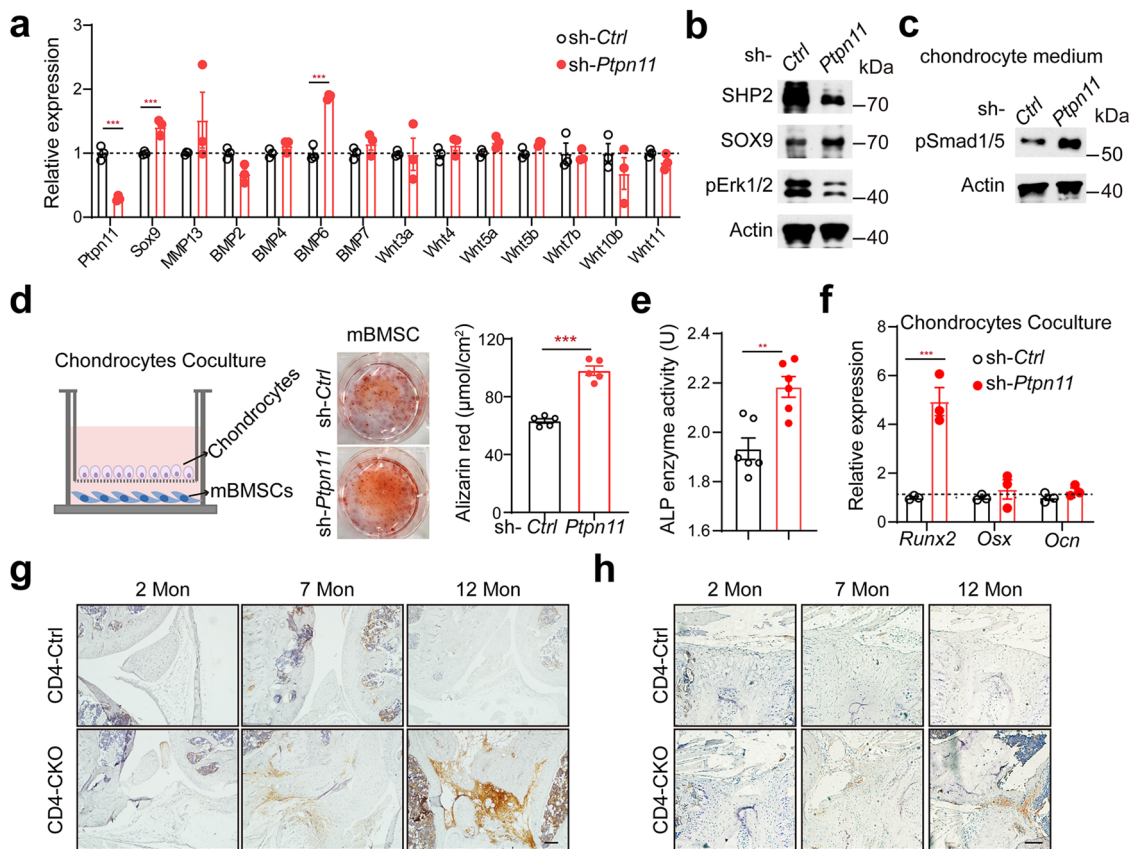 a
Relative expression
3
2
1
0
sh-Ctrl
sh-Ptpn11
***
***
***
Ptpn11
Sox9
MMP13
BMP2
BMP4
BMP6
BMP7
Wnt3a
Wnt4
Wnt5a
Wnt5b
Wnt7b
Wnt10b
Wnt11
b
sh-
Ctrl
Ptpn11
kDa
SHP2
–70
SOX9
–70
pErk1/2
–40
Actin
–40
c
chondrocyte medium
sh-
Ctrl
Ptpn11
kDa
pSmad1/5
–50
Actin
–40
d
Chondrocytes Coculture
Chondrocytes
mBMSCs
mBMSC
sh-Ctrl
sh-Ptpn11
Alizarin red (µmol/cm²)
120
90
60
30
0
***
sh- Ctrl Ptpn11
e
ALP enzyme activity (U)
2.4
2.2
2.0
1.8
1.6
**
f
Chondrocytes Coculture
Relative expression
8
6
4
2
0
***
sh-Ctrl
sh-Ptpn11
Runx2
Osx
Ocn
g
2 Mon
7 Mon
12 Mon
CD4-Ctrl
CD4-CKO
h
2 Mon
7 Mon
12 Mon
CD4-Ctrl
CD4-CKO